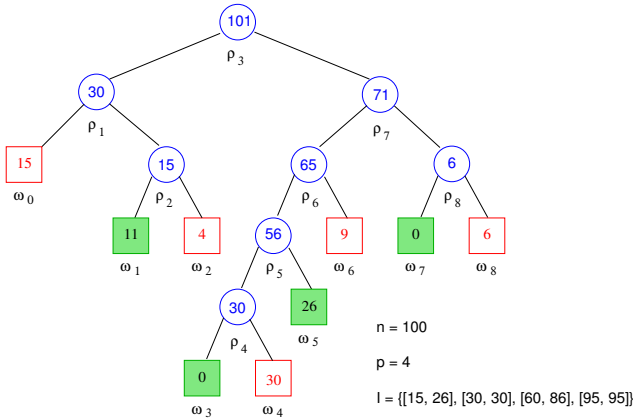 101
ρ 3
30
71
ρ 1
ρ 7
15
15
65
6
ω 0
ρ 2
ρ 6
ρ 8
11
4
56
9
0
6
ω 1
ω 2
ρ 5
ω 6
ω 7
ω 8
30
26
ρ 4
ω 5
n = 100
0
30
p = 4
ω 3
ω 4
I = {[15, 26], [30, 30], [60, 86], [95, 95]}